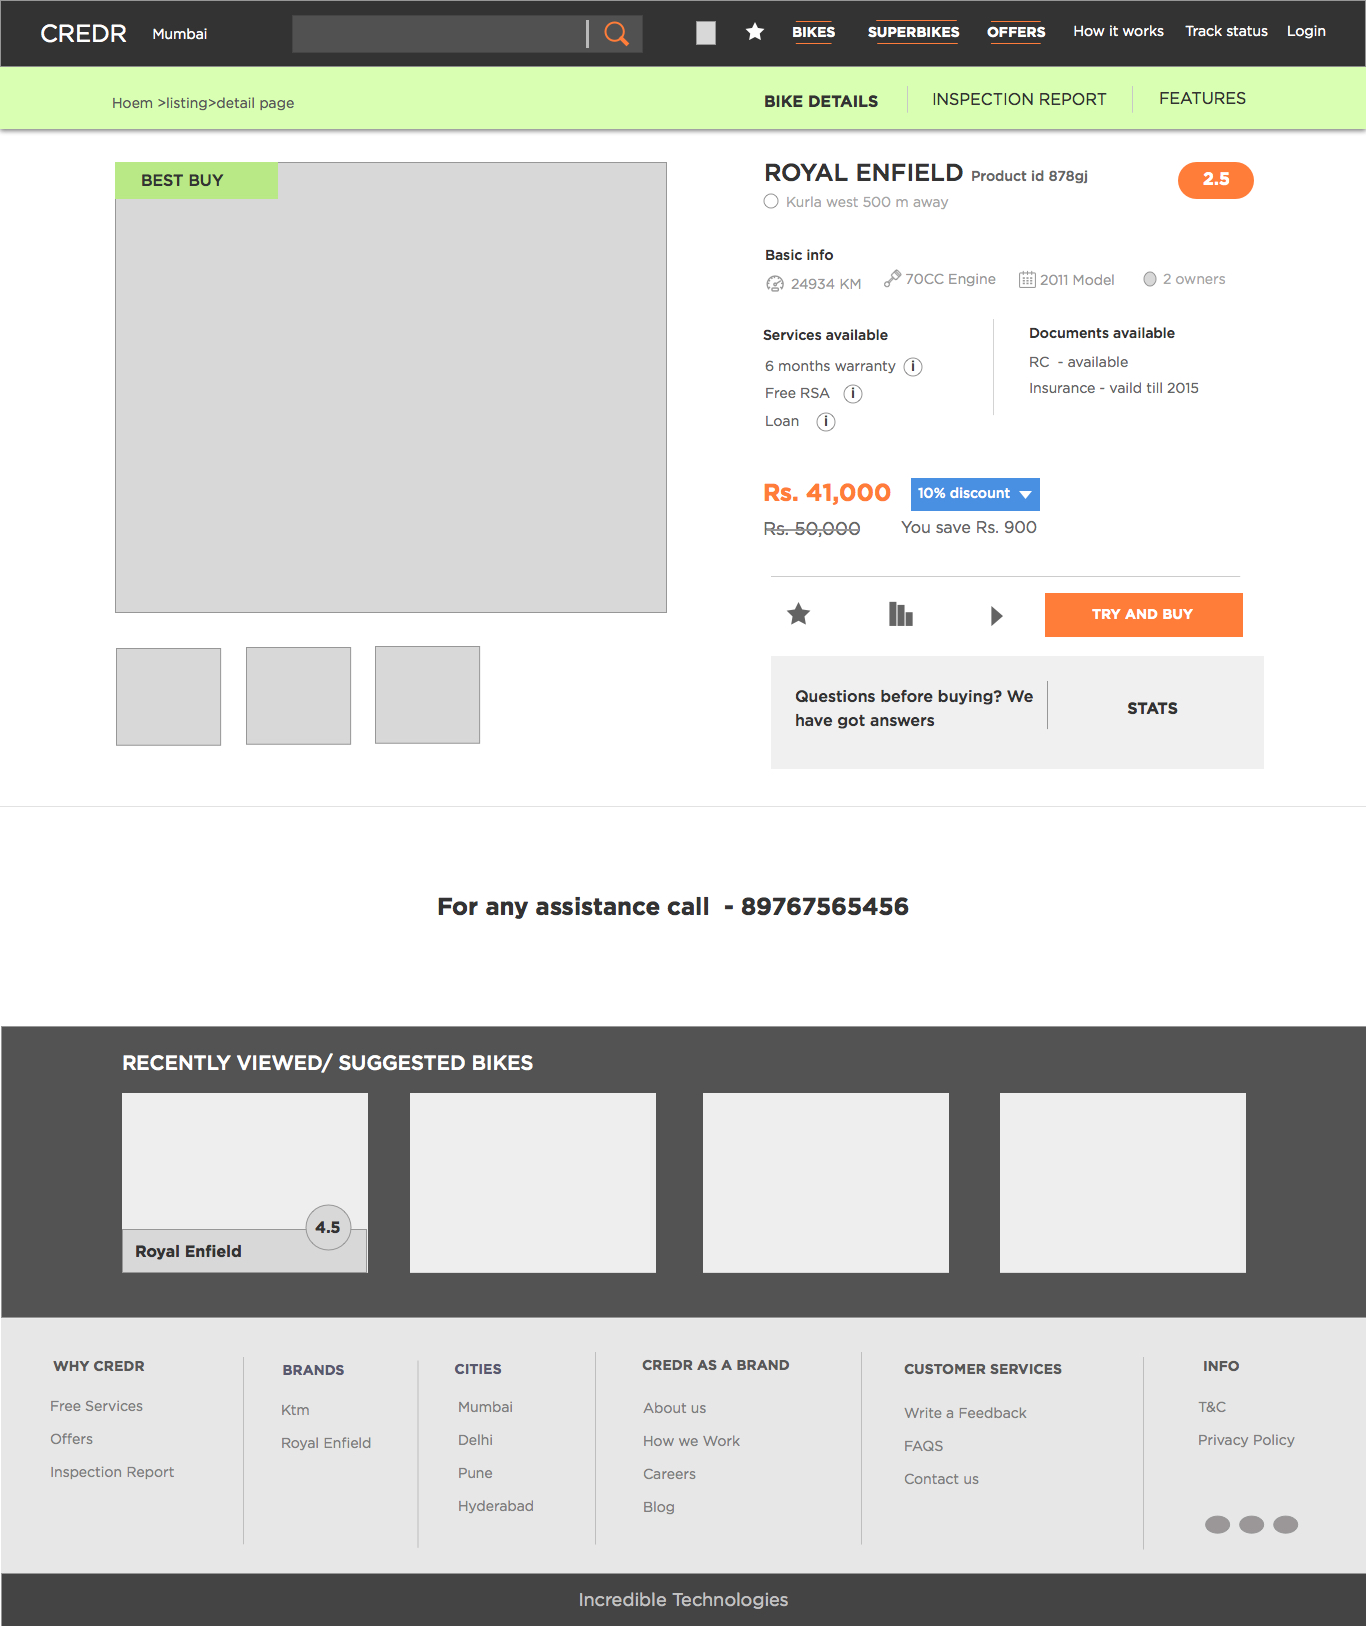 CREDR
Mumbai
BIKES
SUPERBIKES
OFFERS
How it works
Track status
Login
Hoem >listing>detail page
BIKE DETAILS
INSPECTION REPORT
FEATURES
BEST BUY
ROYAL ENFIELD Product id 878gj
2.5
Kurla west 500 m away
Basic info
24934 KM
70CC Engine
2011 Model
2 owners
Services available
6 months warranty i
Free RSA i
Loan i
Documents available
RC - available
Insurance - vaild till 2015
Rs. 41,000
10% discount
Rs. 50,000
You save Rs. 900
TRY AND BUY
Questions before buying? We
have got answers
STATS
For any assistance call - 89767565456
RECENTLY VIEWED/ SUGGESTED BIKES
4.5
Royal Enfield
WHY CREDR
Free Services
Offers
Inspection Report
BRANDS
Ktm
Royal Enfield
CITIES
Mumbai
Delhi
Pune
Hyderabad
CREDR AS A BRAND
About us
How we Work
Careers
Blog
CUSTOMER SERVICES
Write a Feedback
FAQS
Contact us
INFO
T&C
Privacy Policy
Incredible Technologies